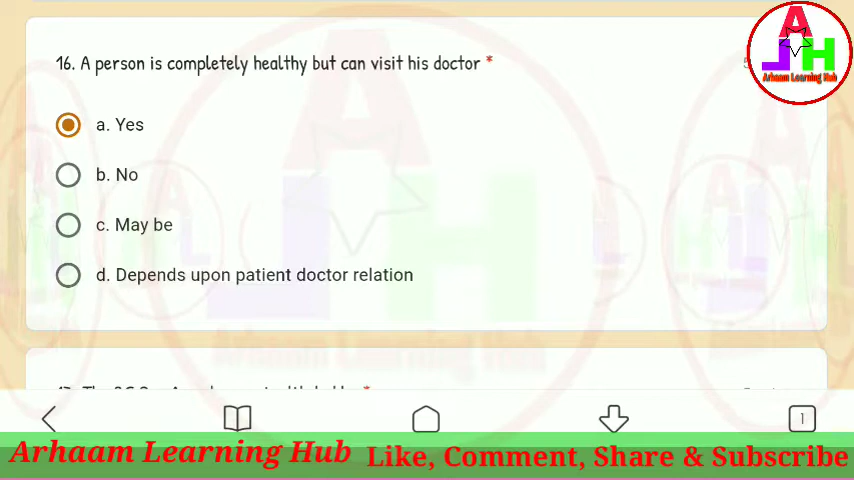 16. A person is completely healthy but can visit his doctor *
a. Yes
b. No
c. May be
d. Depends upon patient doctor relation
A
J H
Arhaam Learning Hub
1
Arhaam Learning Hub Like, Comment, Share & Subscribe